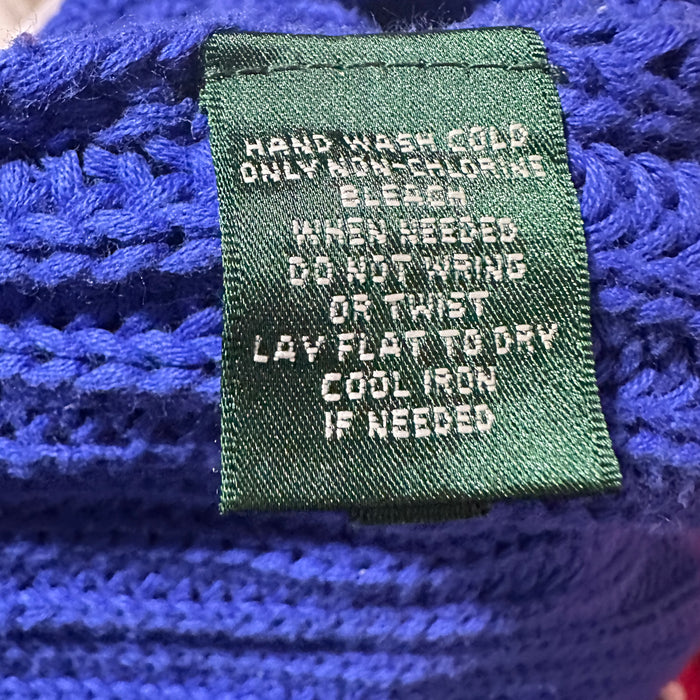 HAND WASH COLD
ONLY NON-CHLORINE
BLEACH
WHEN NEEDED
DO NOT WRING
OR TWIST
LAY FLAT TO DRY
COOL IRON
IF NEEDED